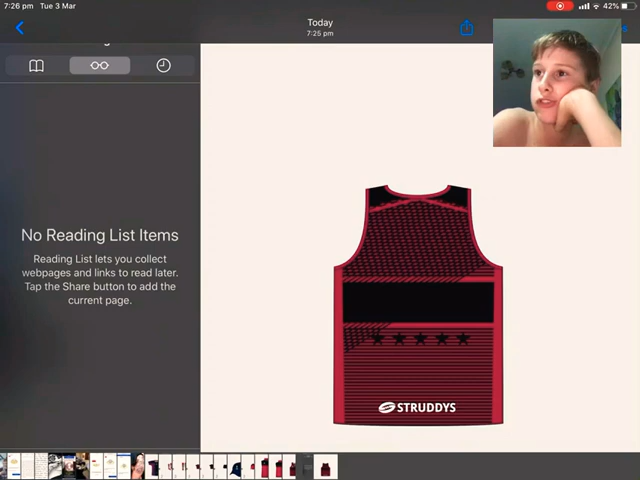 7:26 pm Tue 3 Mar
Today
7:25 pm
42%
No Reading List Items
Reading List lets you collect
webpages and links to read later.
Tap the Share button to add the
current page.
STRUDDYS